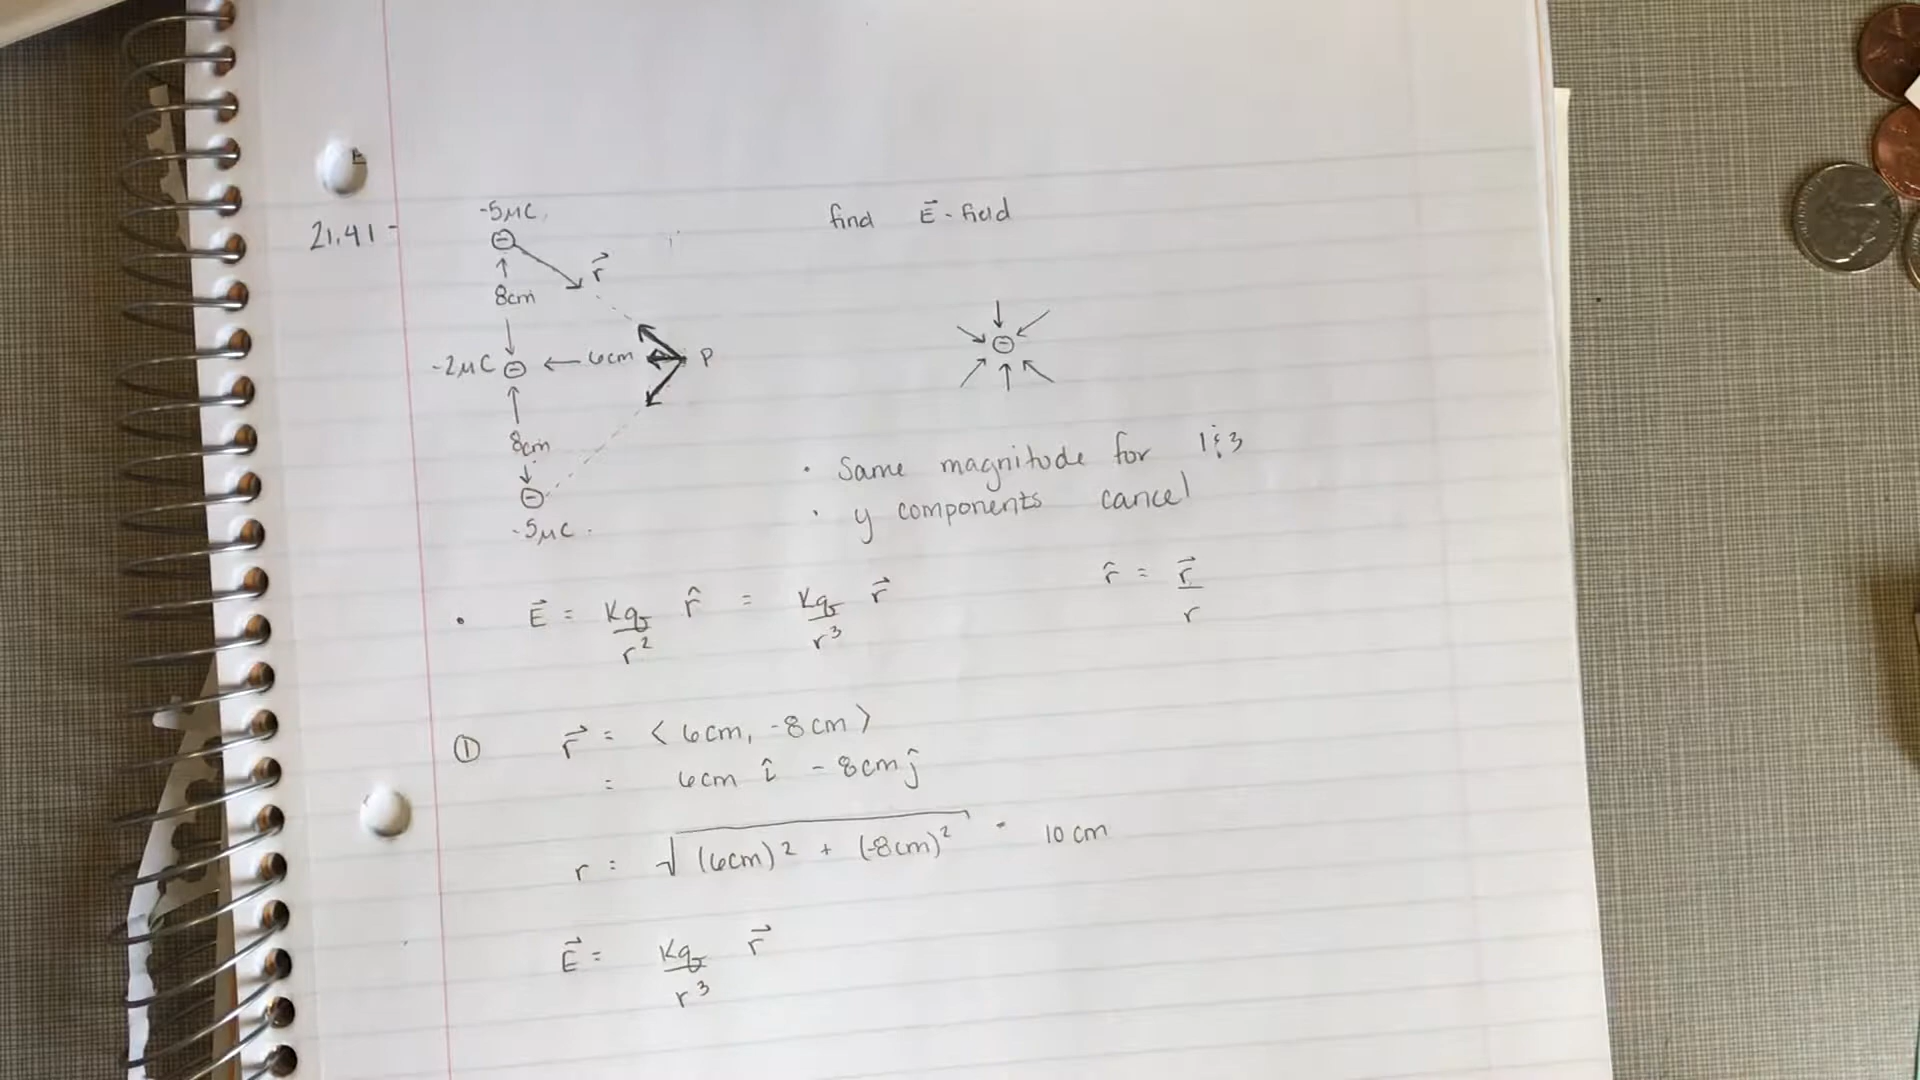 21.41 -
-5μC
find E⃗-field
⊖
r⃗
8cm
-2μC ⊖ ← 6cm P
⊖
8cm
⊖
-5μC
· Same magnitude for 1 & 3
· y components cancel
• E⃗ = kq/r² r̂ = kq/r³ r⃗
r̂ = r⃗/r
① r⃗ = <6cm, -8cm>
= 6cm î - 8cm ĵ
r = √(6cm)² + (-8cm)² = 10 cm
E⃗ = kq/r³ r⃗